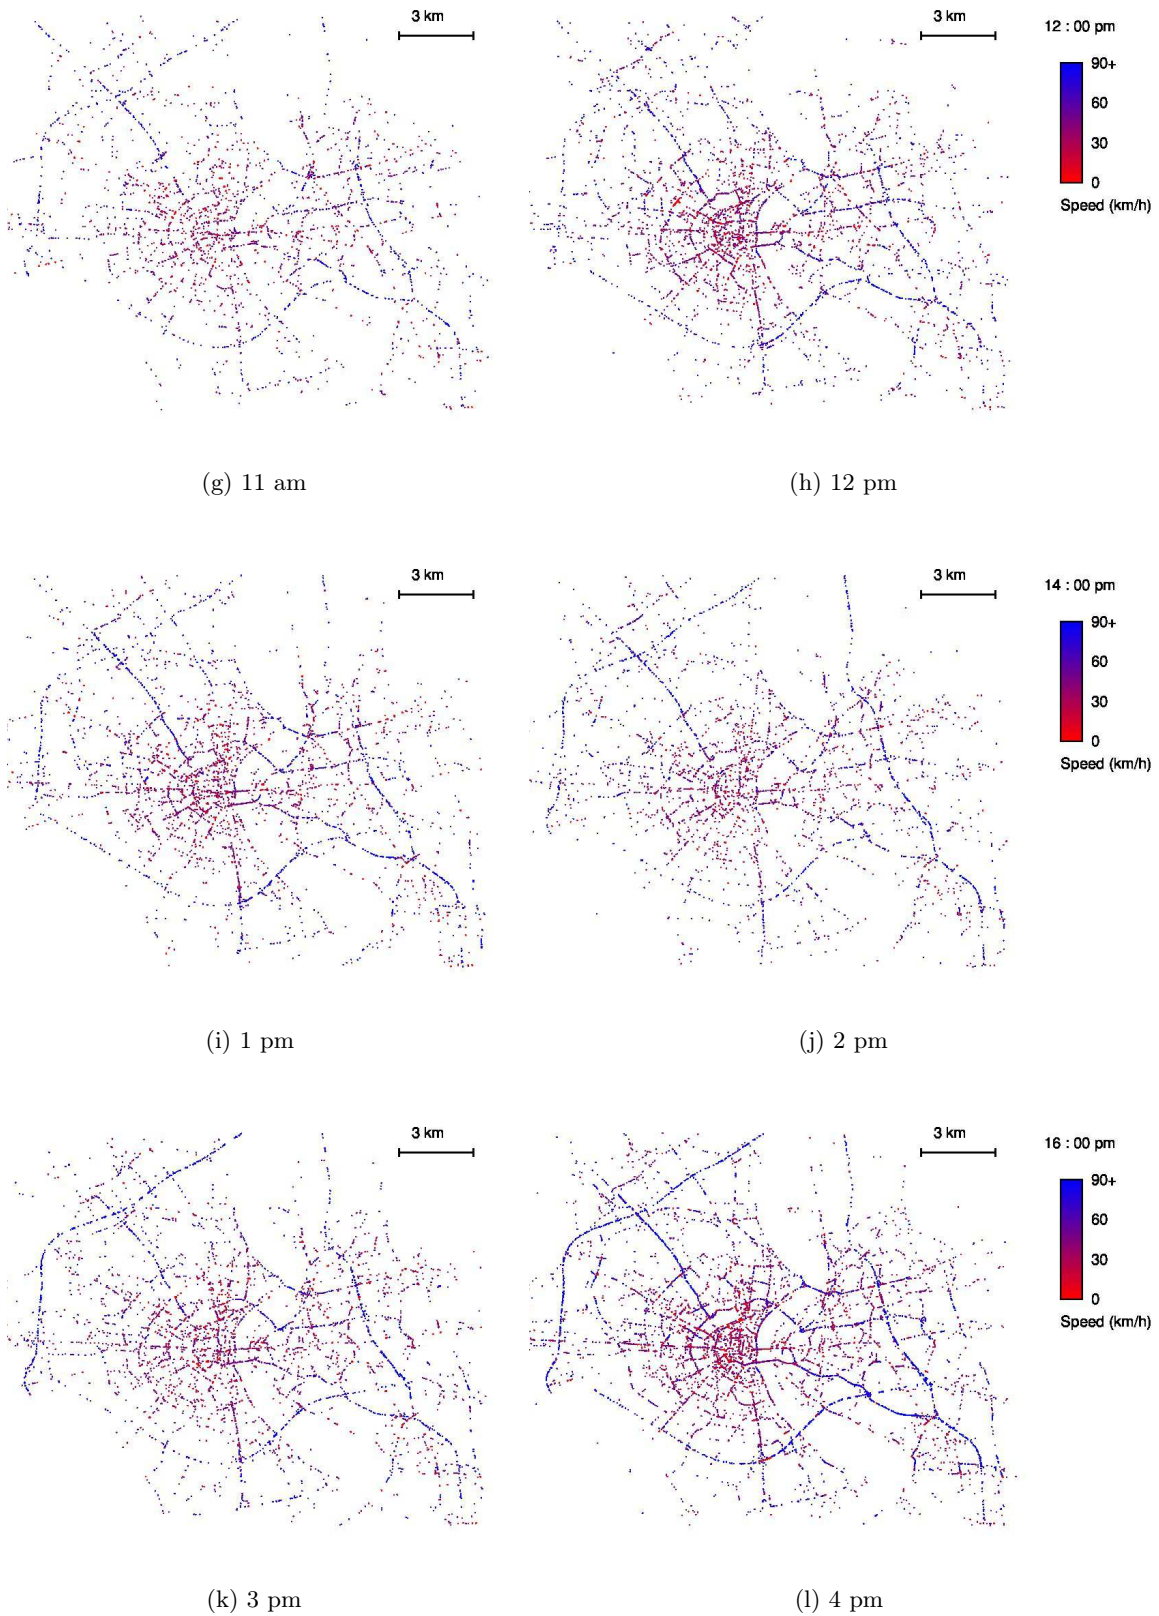 3 km
3 km
12 : 00 pm
90+
60
30
0
Speed (km/h)
(g) 11 am
(h) 12 pm
3 km
3 km
14 : 00 pm
90+
60
30
0
Speed (km/h)
(i) 1 pm
(j) 2 pm
3 km
3 km
16 : 00 pm
90+
60
30
0
Speed (km/h)
(k) 3 pm
(l) 4 pm